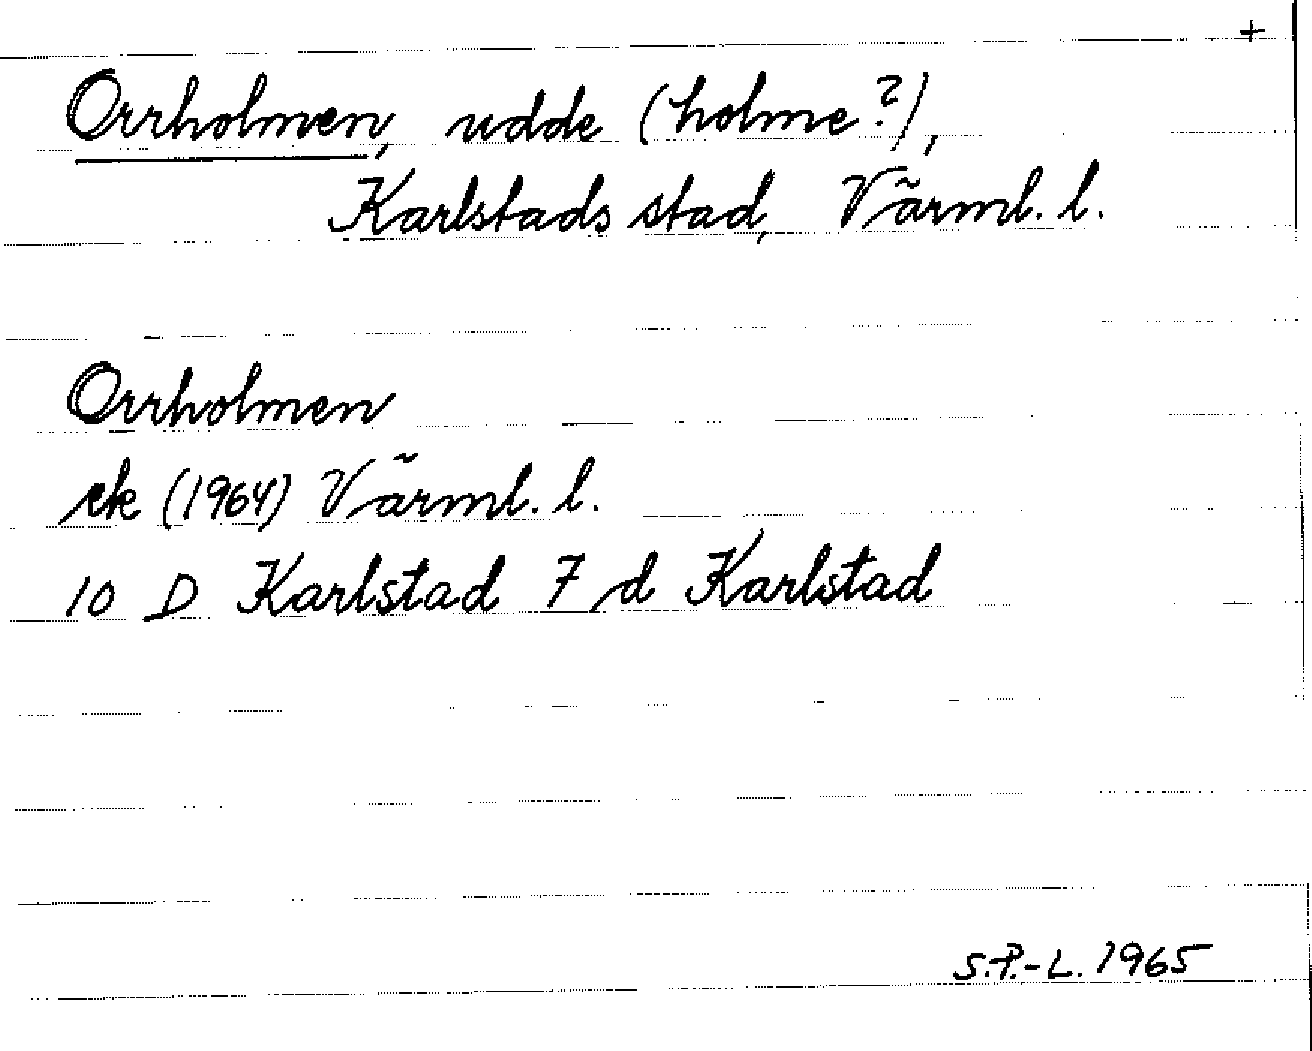 +
Orrholmen, udde (holme?),
Karlstads stad, Värml. l.
Orrholmen
ek (1964) Värml. l.
10 D Karlstad 7 d Karlstad
S.P.-L. 1965